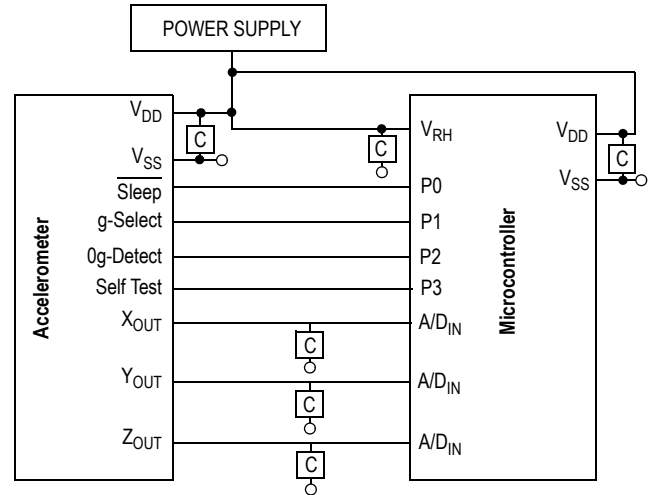 POWER SUPPLY
Accelerometer
V_DD
C
V_SS
Sleep
g-Select
0g-Detect
Self Test
X_OUT
Y_OUT
Z_OUT
C
C
C
C
Microcontroller
V_RH
P0
P1
P2
P3
A/D_IN
A/D_IN
A/D_IN
V_DD
V_SS
C